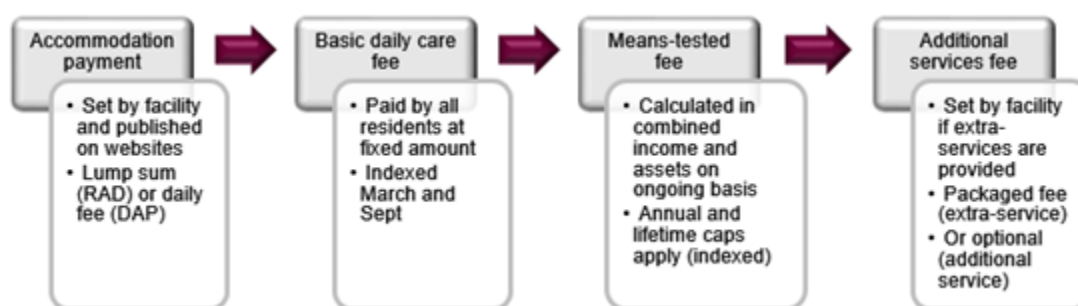 Accommodation
payment
• Set by facility
and published
on websites
• Lump sum
(RAD) or daily
fee (DAP)
Basic daily care
fee
• Paid by all
residents at
fixed amount
• Indexed
March and
Sept
Means-tested
fee
• Calculated in
combined
income and
assets on
ongoing basis
• Annual and
lifetime caps
apply (indexed)
Additional
services fee
• Set by facility
if extra-
services are
provided
• Packaged fee
(extra-service)
• Or optional
(additional
service)